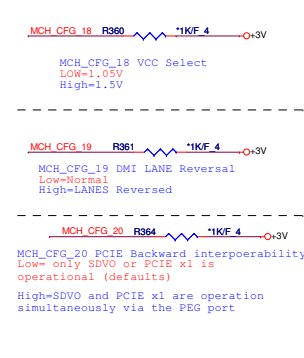 MCH_CFG_18 R360 *1K/F_4 +3V
MCH_CFG_18 VCC Select
LOW=1.05V
High=1.5V
MCH_CFG_19 R361 *1K/F_4 +3V
MCH_CFG_19 DMI LANE Reversal
Low=Normal
High=LANES Reversed
MCH_CFG_20 R364 *1K/F_4 +3V
MCH_CFG_20 PCIE Backward interpoerability
Low= only SDVO or PCIE x1 is
operational (defaults)
High=SDVO and PCIE x1 are operation
simultaneously via the PEG port